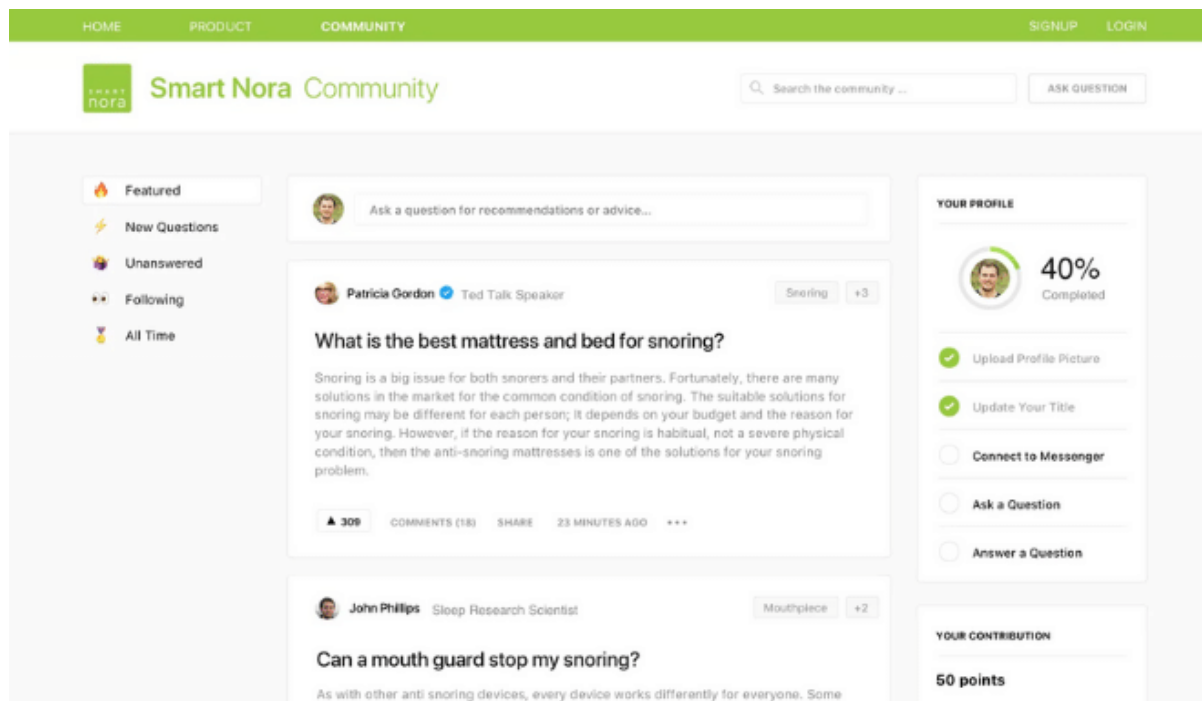 HOME PRODUCT COMMUNITY SIGNUP LOGIN
SMART
nora
Smart Nora Community
Search the community ...
ASK QUESTION
Featured
New Questions
Unanswered
Following
All Time
Ask a question for recommendations or advice...
Patricia Gordon Ted Talk Speaker
Snoring +3
What is the best mattress and bed for snoring?
Snoring is a big issue for both snorers and their partners. Fortunately, there are many
solutions in the market for the common condition of snoring. The suitable solutions for
snoring may be different for each person; It depends on your budget and the reason for
your snoring. However, if the reason for your snoring is habitual, not a severe physical
condition, then the anti-snoring mattresses is one of the solutions for your snoring
problem.
309 COMMENTS (18) SHARE 23 MINUTES AGO •••
John Phillips Sleep Research Scientist
Mouthpiece +2
Can a mouth guard stop my snoring?
As with other anti snoring devices, every device works differently for everyone. Some
YOUR PROFILE
40%
Completed
Upload Profile Picture
Update Your Title
Connect to Messenger
Ask a Question
Answer a Question
YOUR CONTRIBUTION
50 points